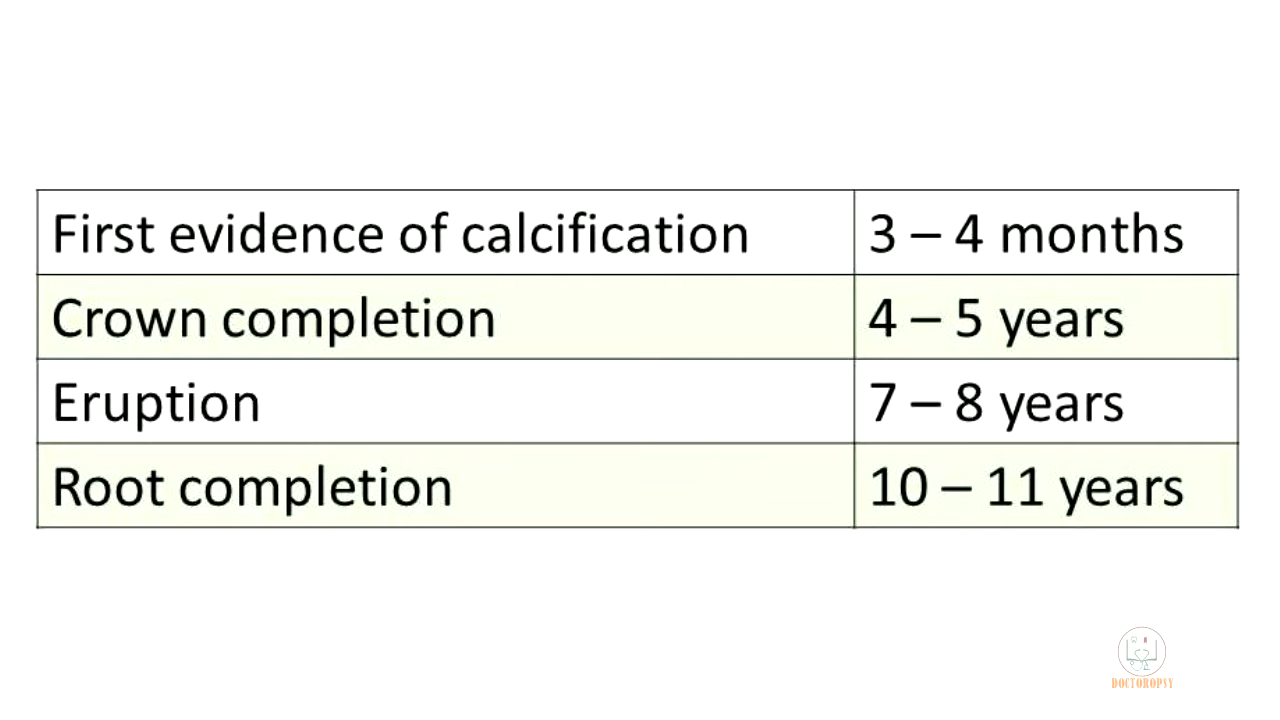 First evidence of calcification 3 – 4 months
Crown completion 4 – 5 years
Eruption 7 – 8 years
Root completion 10 – 11 years
DOCTOROPSY